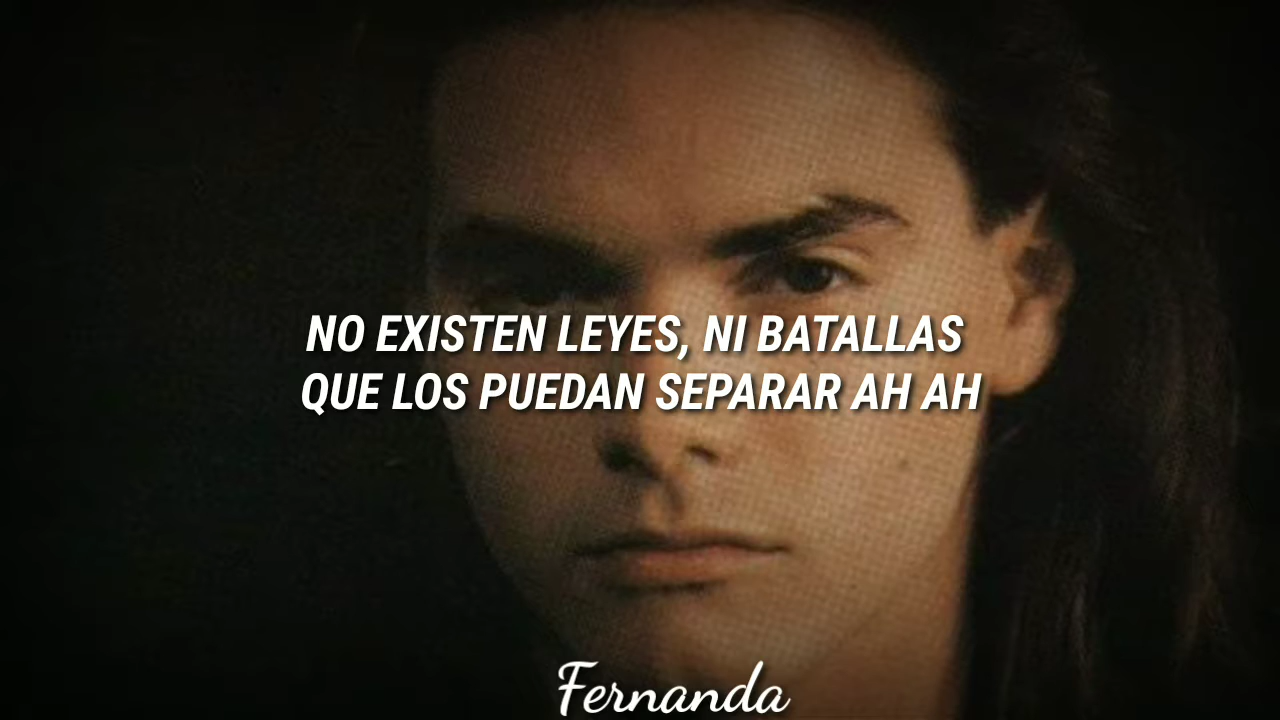 NO EXISTEN LEYES, NI BATALLAS
QUE LOS PUEDAN SEPARAR AH AH
Fernanda